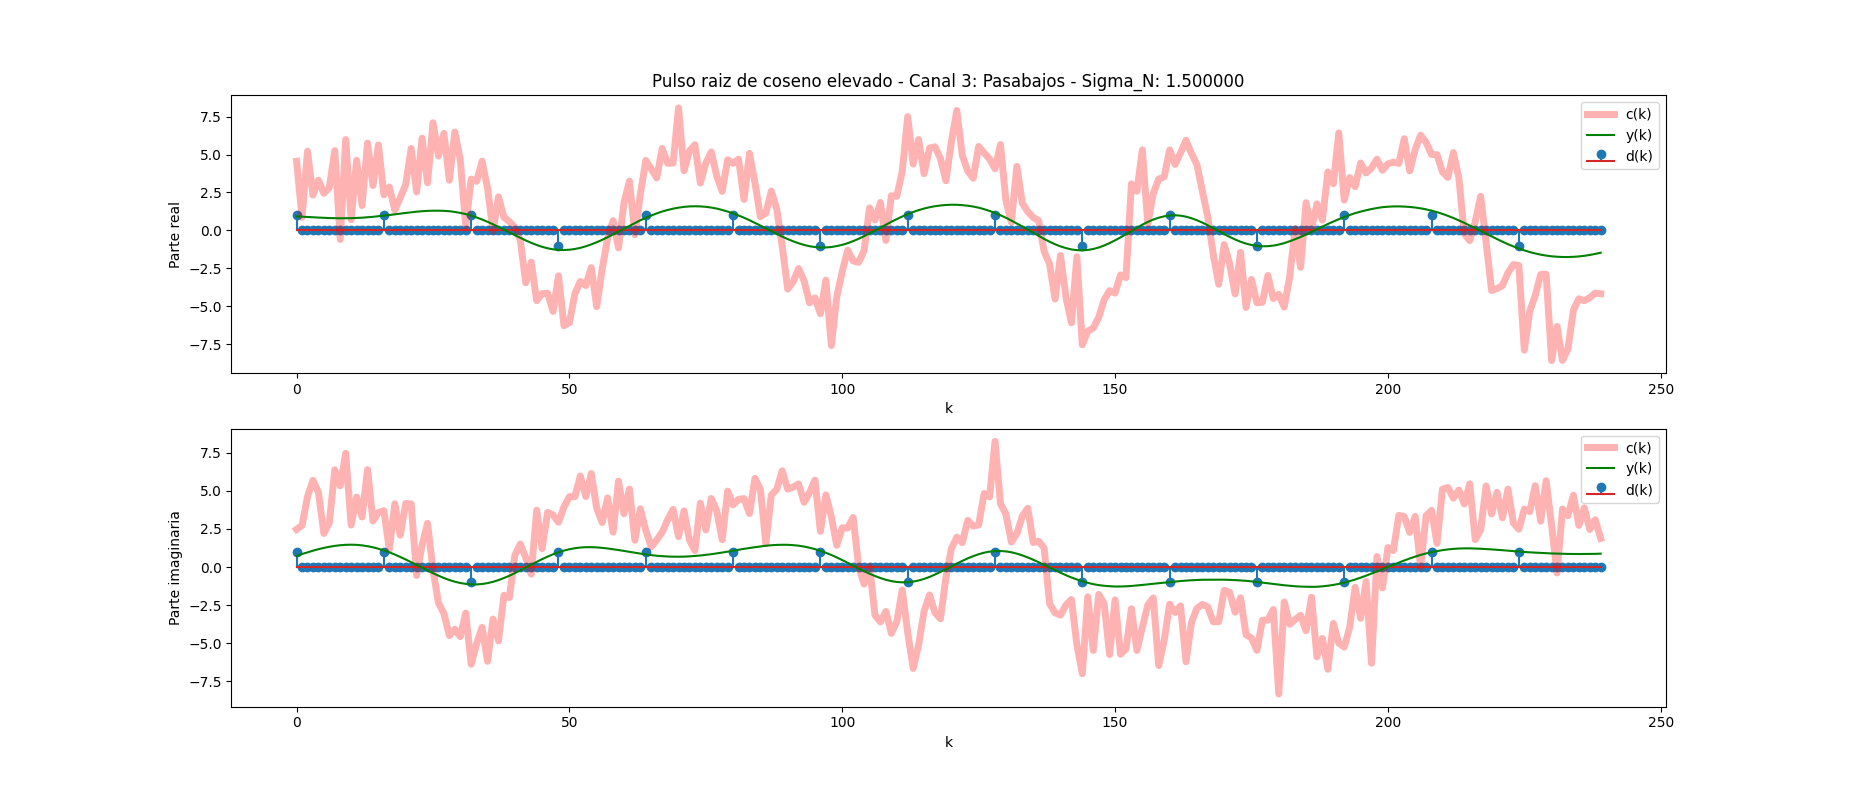 Pulso raiz de coseno elevado - Canal 3: Pasabajos - Sigma_N: 1.500000
Parte real
7.5
5.0
2.5
0.0
−2.5
−5.0
−7.5
c(k)
y(k)
d(k)
0
50
100
150
200
250
k
Parte imaginaria
7.5
5.0
2.5
0.0
−2.5
−5.0
−7.5
c(k)
y(k)
d(k)
0
50
100
150
200
250
k